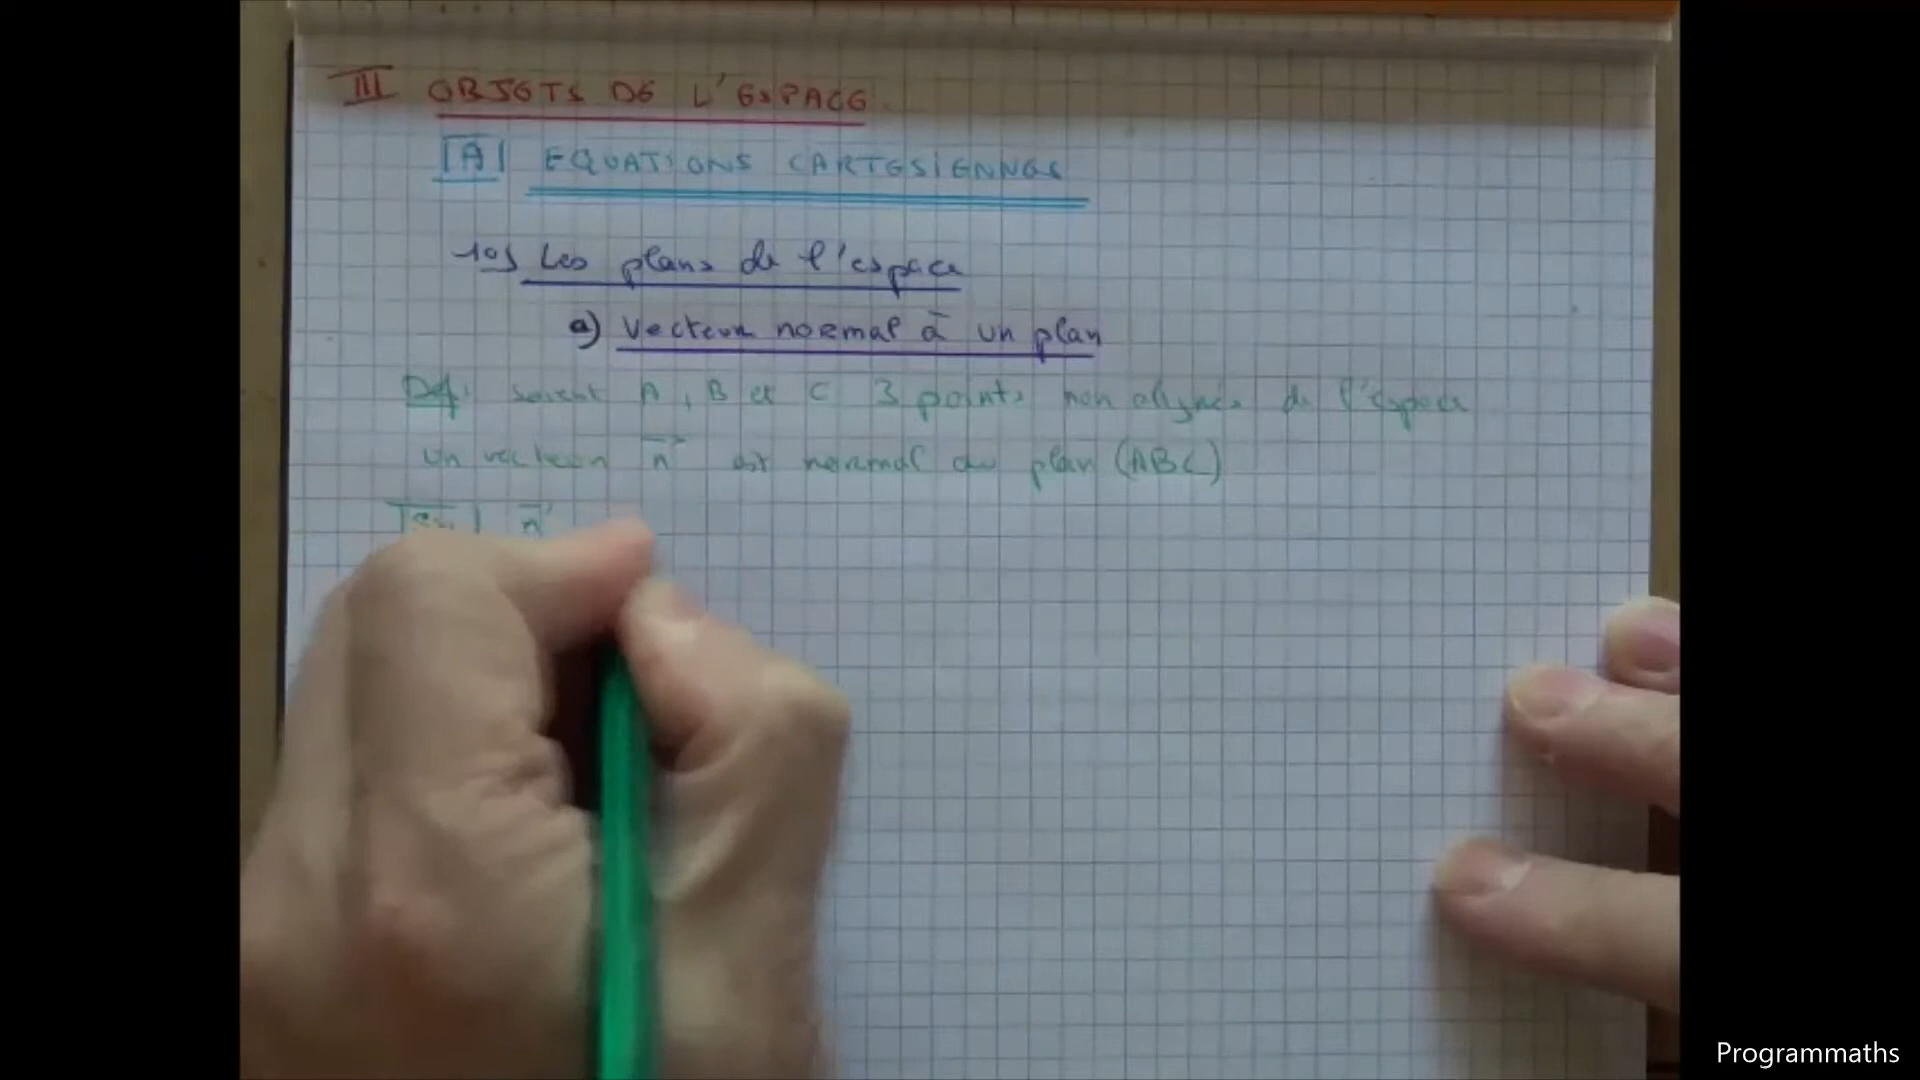 III OBJETS DE L'ESPACE
[A] EQUATIONS CARTESIENNES
1°) Les plans de l'espace
a) Vecteur normal à un plan
Def: Soient A, B et C 3 points non alignés de l'espace
un vecteur n est normal au plan (ABC)
n
Programmaths